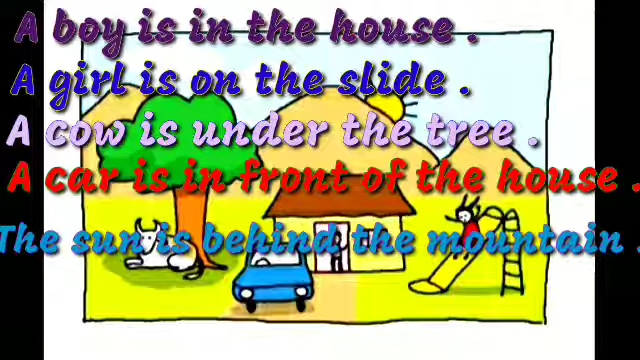 A boy is in the house .
A girl is on the slide .
A cow is under the tree .
A car is in front of the house .
The sun is behind the mountain .